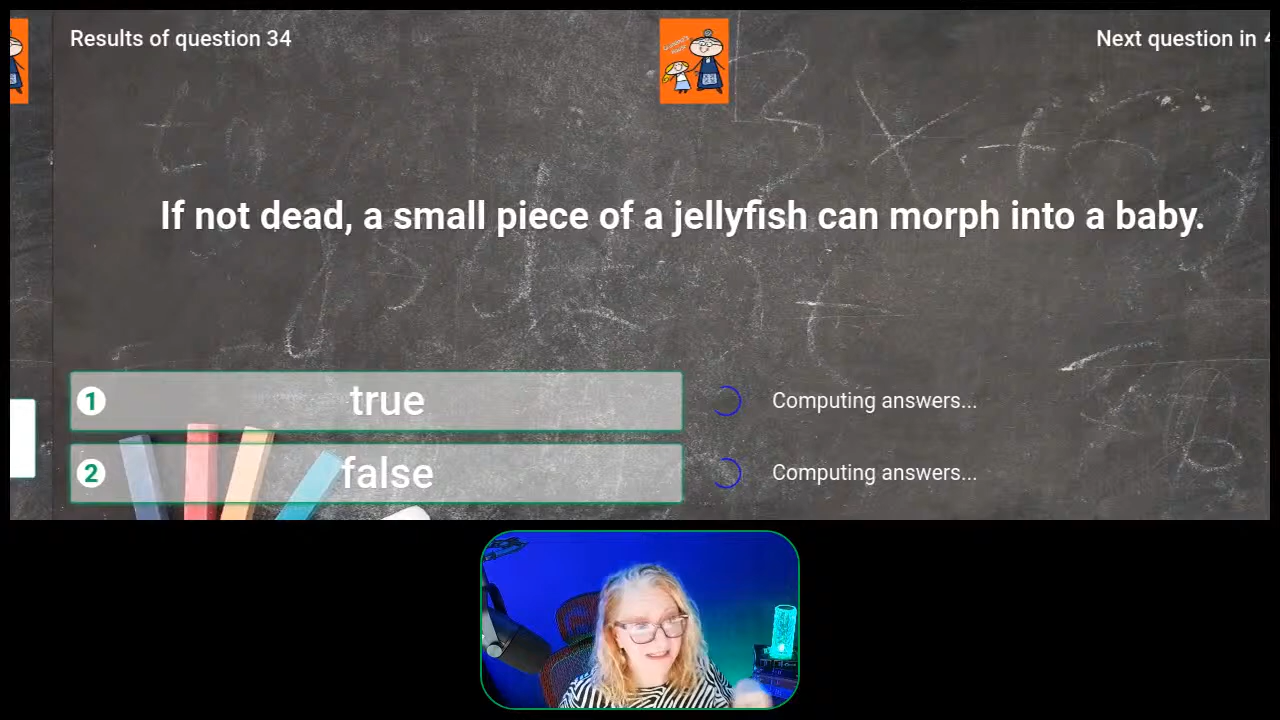 Results of question 34
Next question in
If not dead, a small piece of a jellyfish can morph into a baby.
1 true
Computing answers...
2 false
Computing answers...